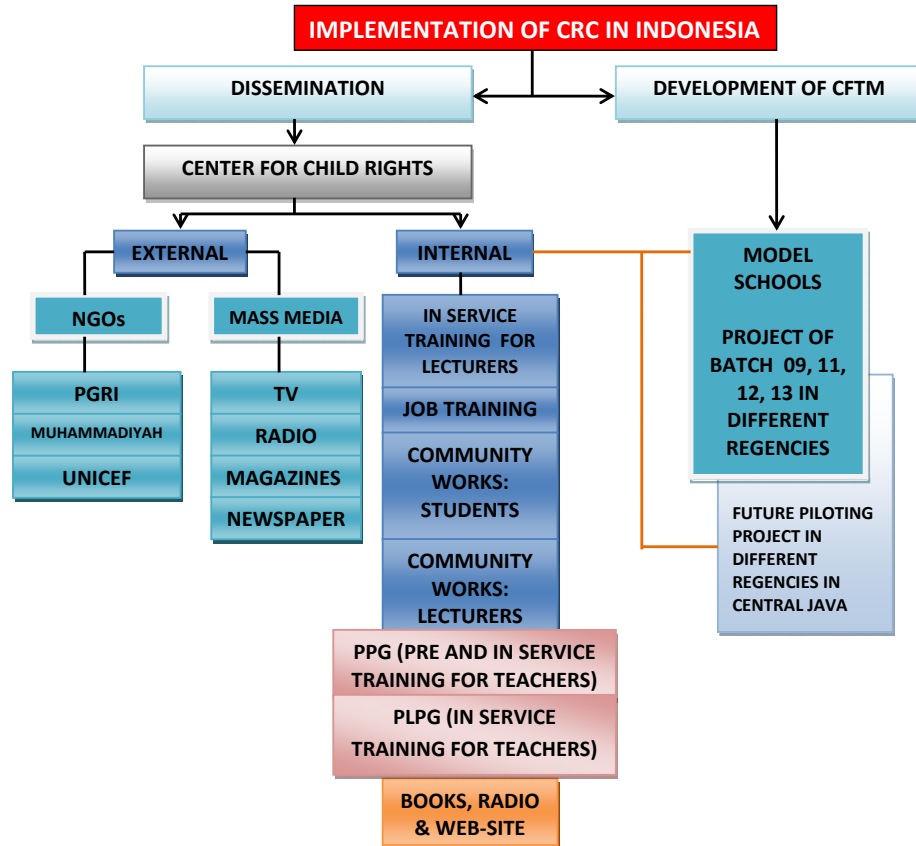 IMPLEMENTATION OF CRC IN INDONESIA
DISSEMINATION
DEVELOPMENT OF CFTM
CENTER FOR CHILD RIGHTS
EXTERNAL
INTERNAL
NGOs
MASS MEDIA
PGRI
MUHAMMADIYAH
UNICEF
TV
RADIO
MAGAZINES
NEWSPAPER
IN SERVICE
TRAINING FOR
LECTURERS
JOB TRAINING
COMMUNITY
WORKS:
STUDENTS
COMMUNITY
WORKS:
LECTURERS
PPG (PRE AND IN SERVICE
TRAINING FOR TEACHERS)
PLPG (IN SERVICE
TRAINING FOR TEACHERS)
BOOKS, RADIO
& WEB-SITE
MODEL
SCHOOLS
PROJECT OF
BATCH 09, 11,
12, 13 IN
DIFFERENT
REGENCIES
FUTURE PILOTING
PROJECT IN
DIFFERENT
REGENCIES IN
CENTRAL JAVA